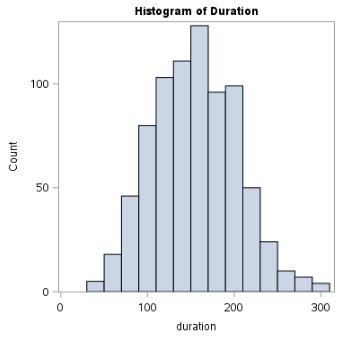 Histogram of Duration
100
50
0
Count
0 100 200 300
duration